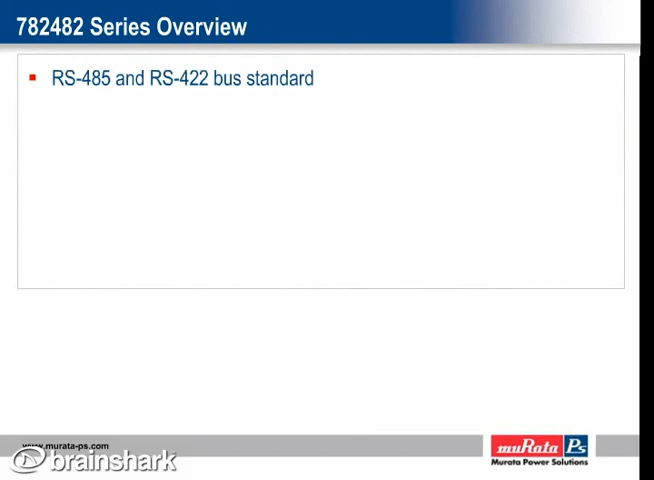 782482 Series Overview
RS-485 and RS-422 bus standard
www.murata-ps.com
brainshark
muRata Ps
Murata Power Solutions